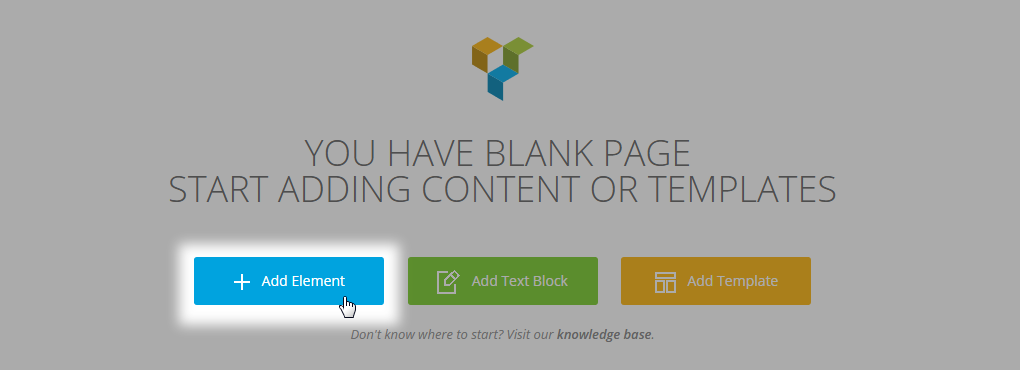 YOU HAVE BLANK PAGE
START ADDING CONTENT OR TEMPLATES
Add Element
Add Text Block
Add Template
Don't know where to start? Visit our knowledge base.